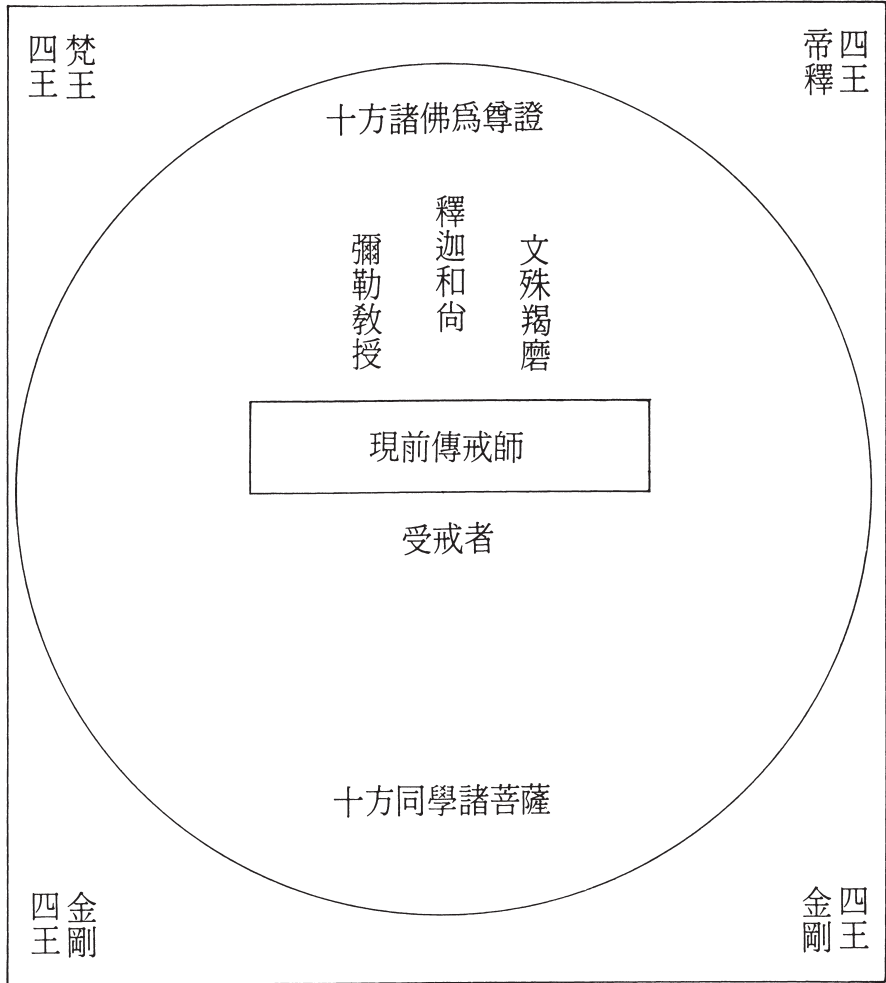 四王
帝釋
梵王
四王
十方諸佛爲尊證
文殊羯磨
釋迦和尙
彌勒敎授
現前傳戒師
受戒者
十方同學諸菩薩
四王
金剛
金剛
四王